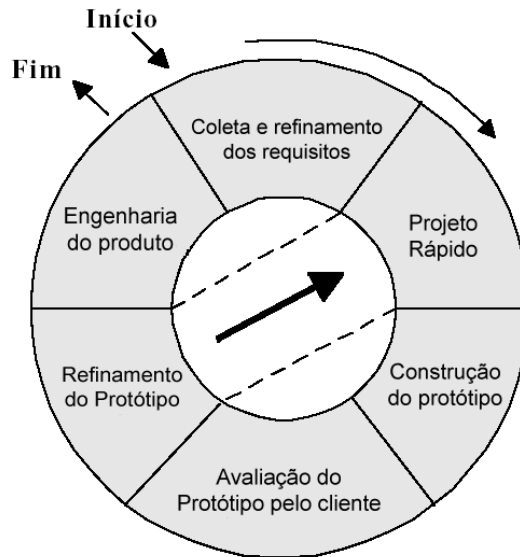 Início
Fim
Coleta e refinamento
dos requisitos
Projeto
Rápido
Construção
do protótipo
Avaliação do
Protótipo pelo cliente
Refinamento
do Protótipo
Engenharia
do produto